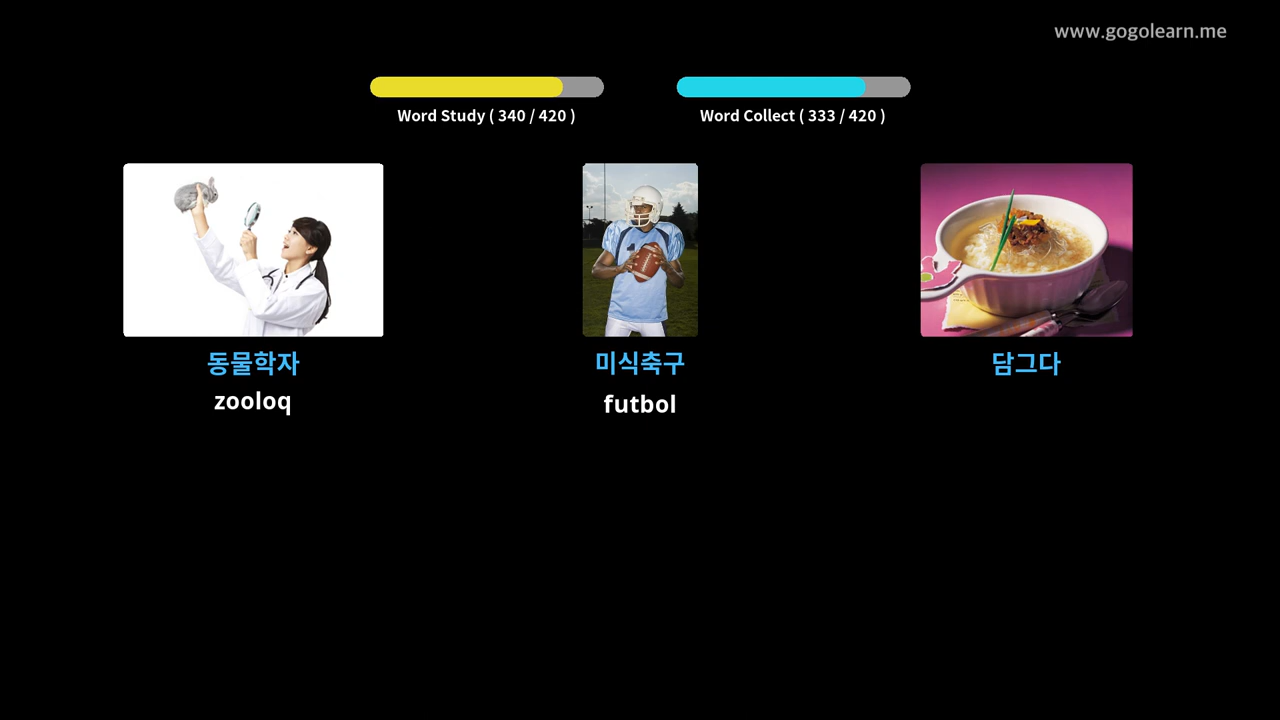 www.gogolearn.me
Word Study ( 340 / 420 )
Word Collect ( 333 / 420 )
동물학자
미식축구
담그다
zooloq
futbol